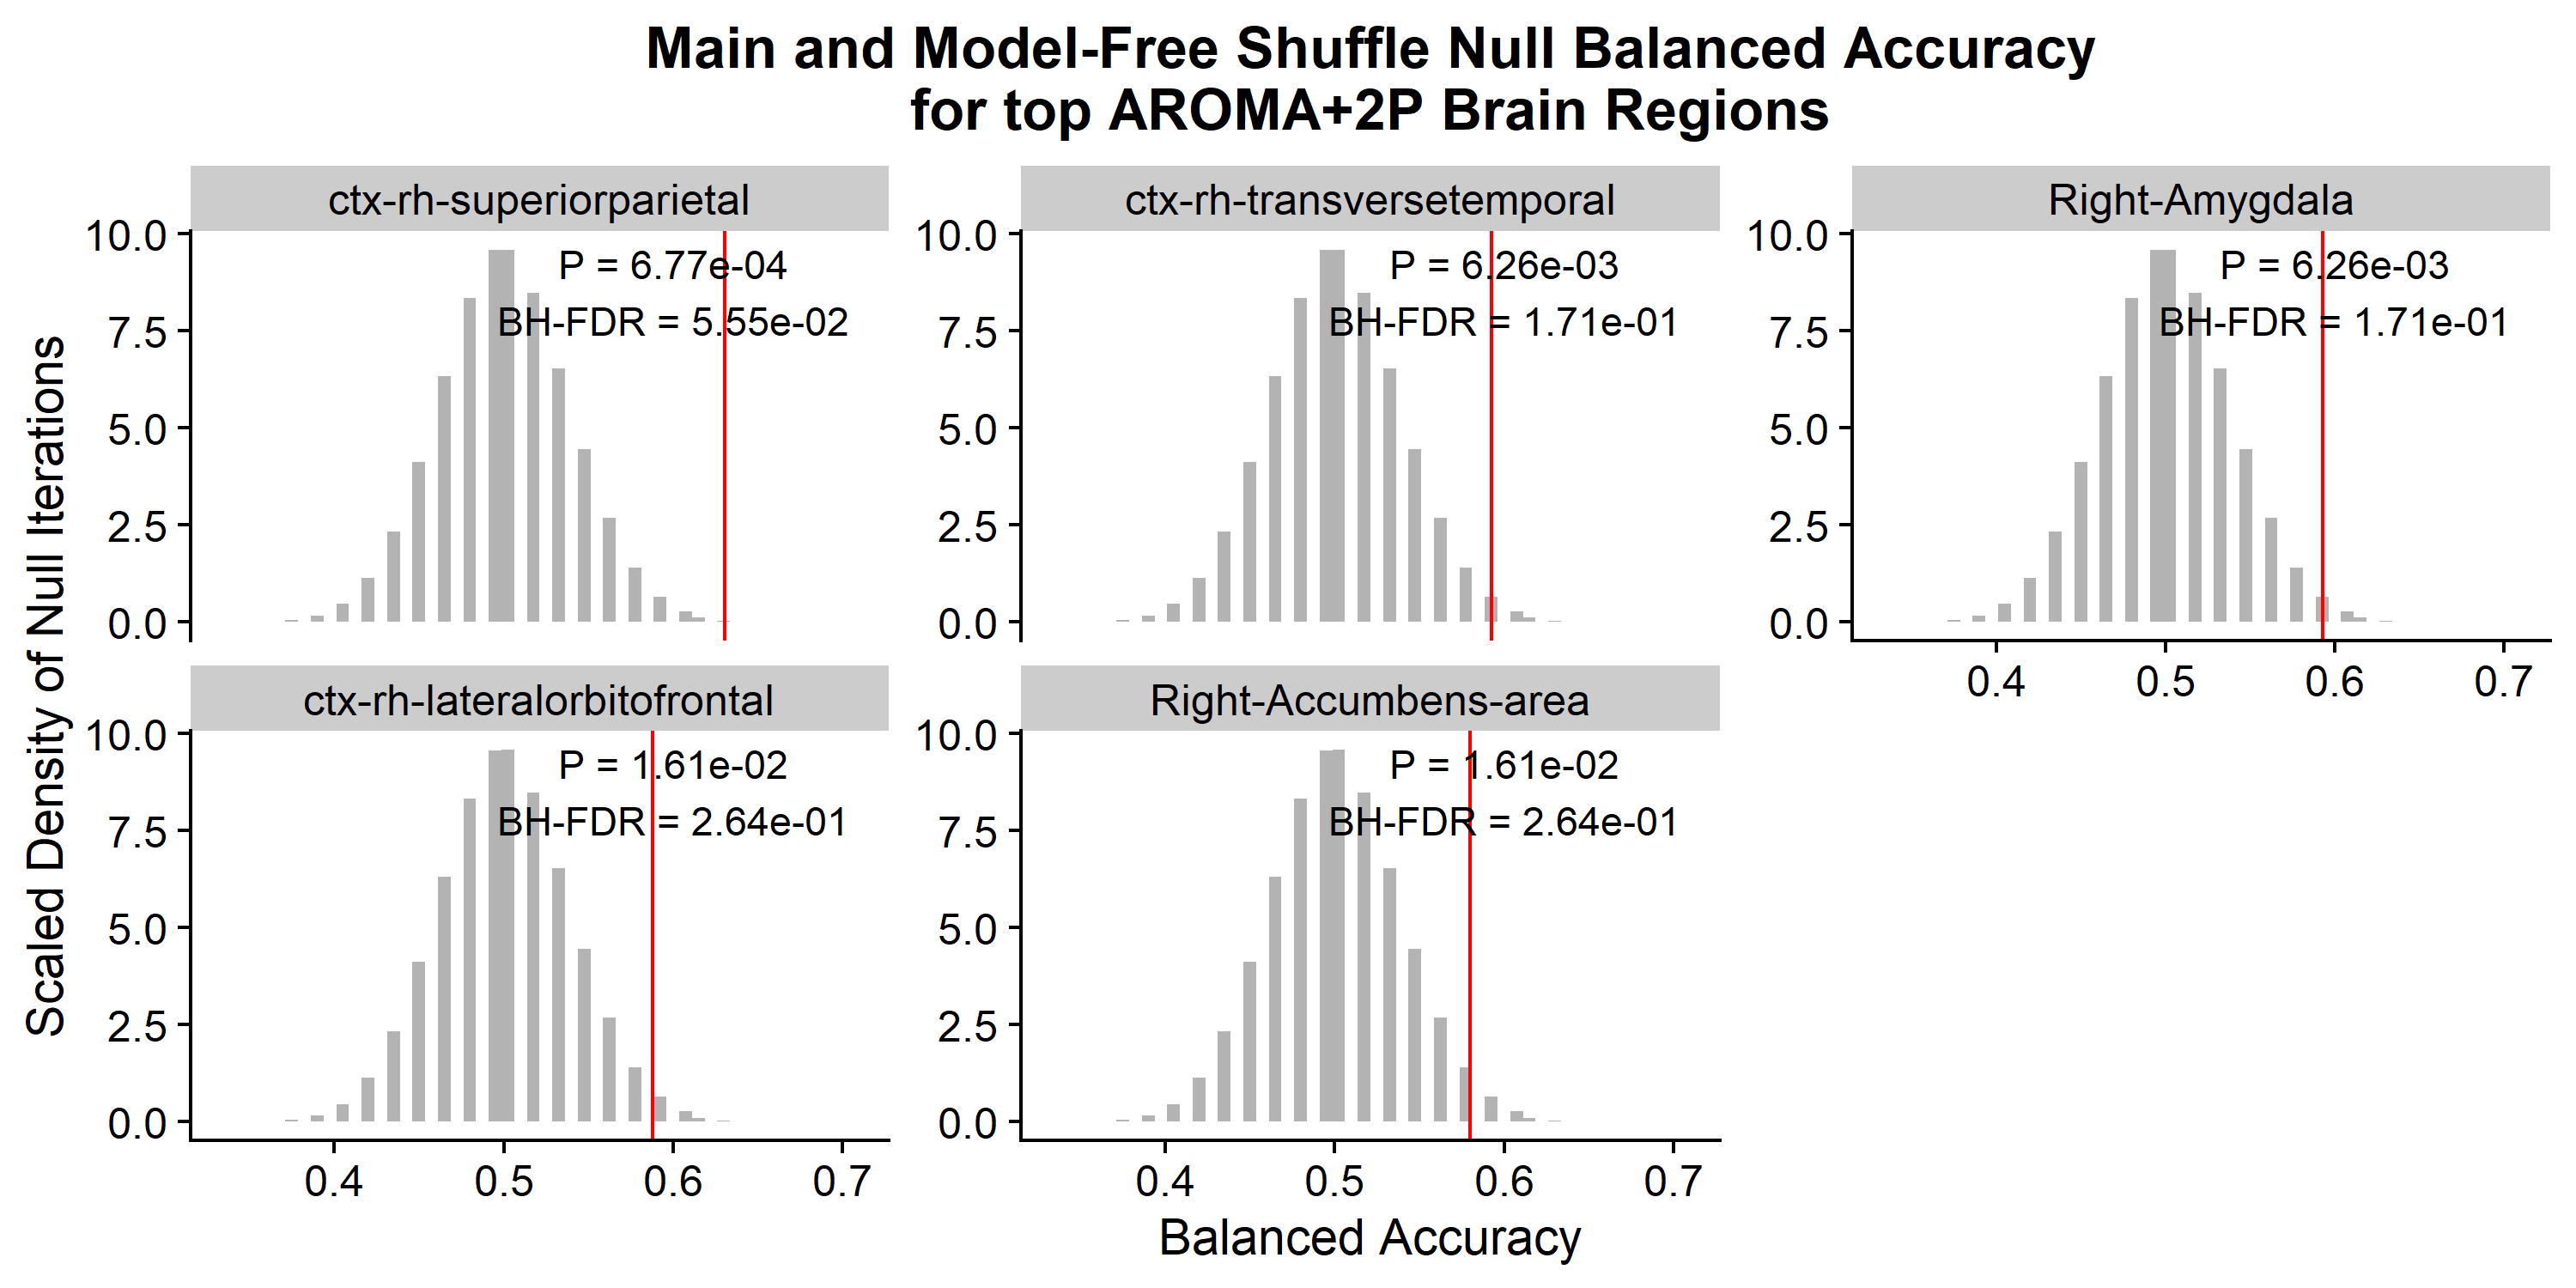 Main and Model-Free Shuffle Null Balanced Accuracy
for top AROMA+2P Brain Regions
Scaled Density of Null Iterations
ctx-rh-superiorparietal
10.0
7.5
5.0
2.5
0.0
P = 6.77e-04
BH-FDR = 5.55e-02
ctx-rh-transversetemporal
10.0
7.5
5.0
2.5
0.0
P = 6.26e-03
BH-FDR = 1.71e-01
Right-Amygdala
10.0
7.5
5.0
2.5
0.0
P = 6.26e-03
BH-FDR = 1.71e-01
0.4 0.5 0.6 0.7
ctx-rh-lateralorbitofrontal
10.0
7.5
5.0
2.5
0.0
P = 1.61e-02
BH-FDR = 2.64e-01
0.4 0.5 0.6 0.7
Right-Accumbens-area
10.0
7.5
5.0
2.5
0.0
P = 1.61e-02
BH-FDR = 2.64e-01
0.4 0.5 0.6 0.7
Balanced Accuracy